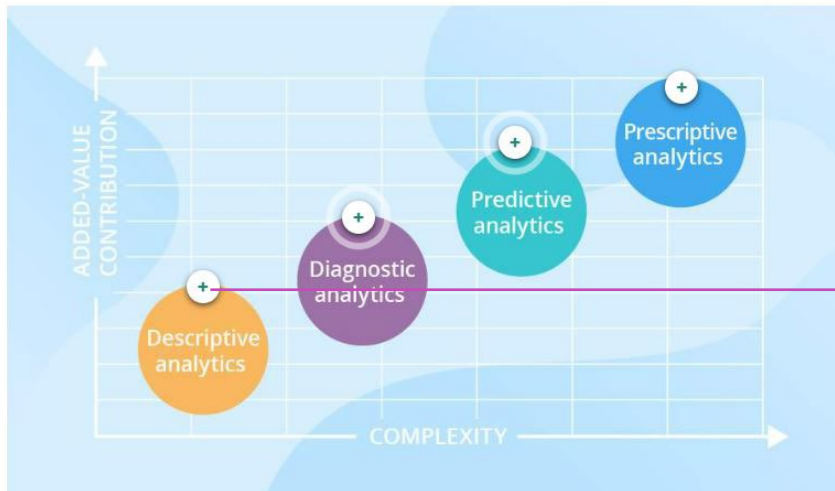 ADDED-VALUE
CONTRIBUTION
+
Prescriptive
analytics
+
Predictive
analytics
+
Diagnostic
analytics
+
Descriptive
analytics
COMPLEXITY